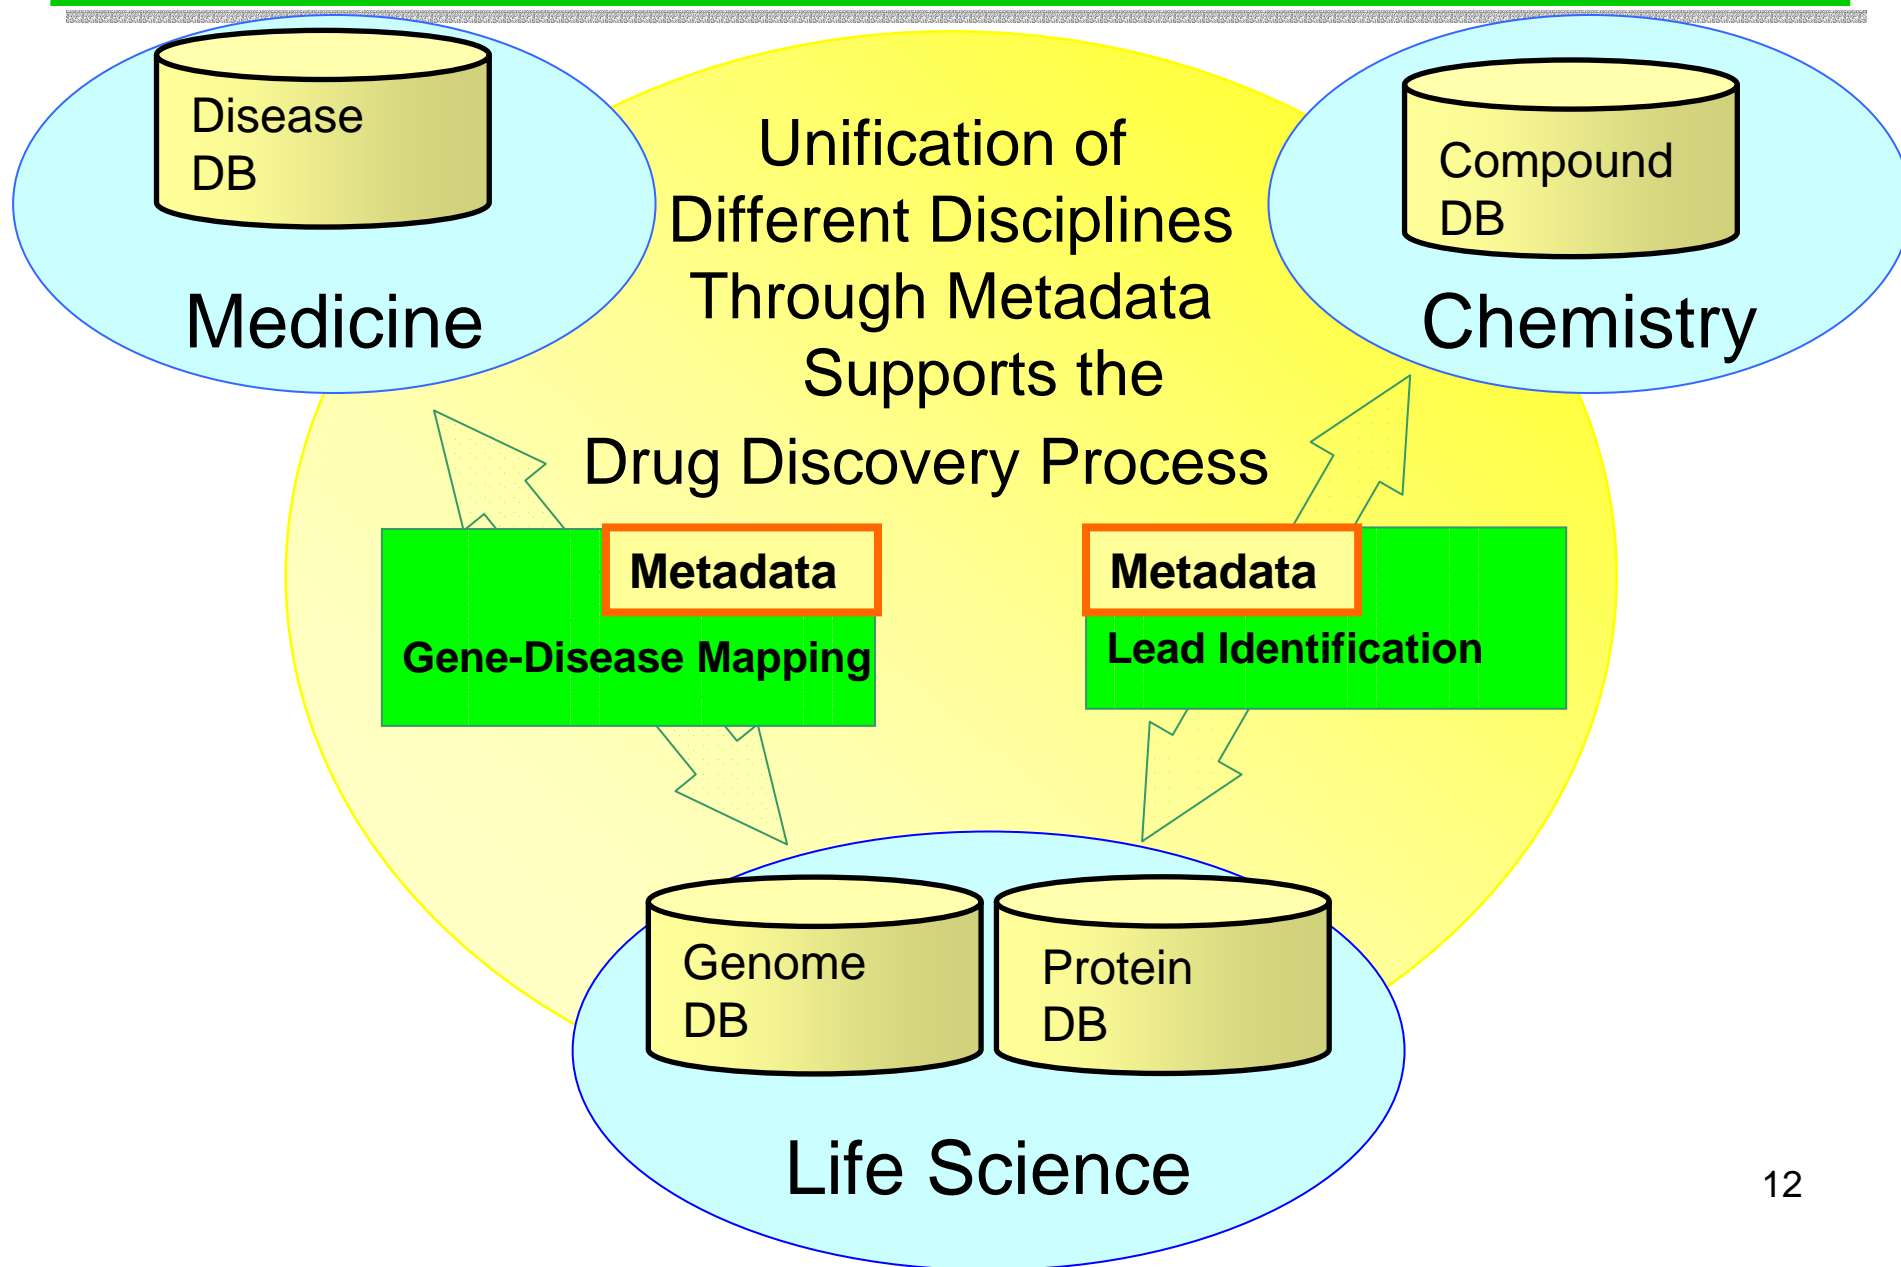 Disease
DB
Medicine
Unification of
Different Disciplines
Through Metadata
Supports the
Drug Discovery Process
Compound
DB
Chemistry
Metadata
Gene-Disease Mapping
Metadata
Lead Identification
Genome
DB
Protein
DB
Life Science
12